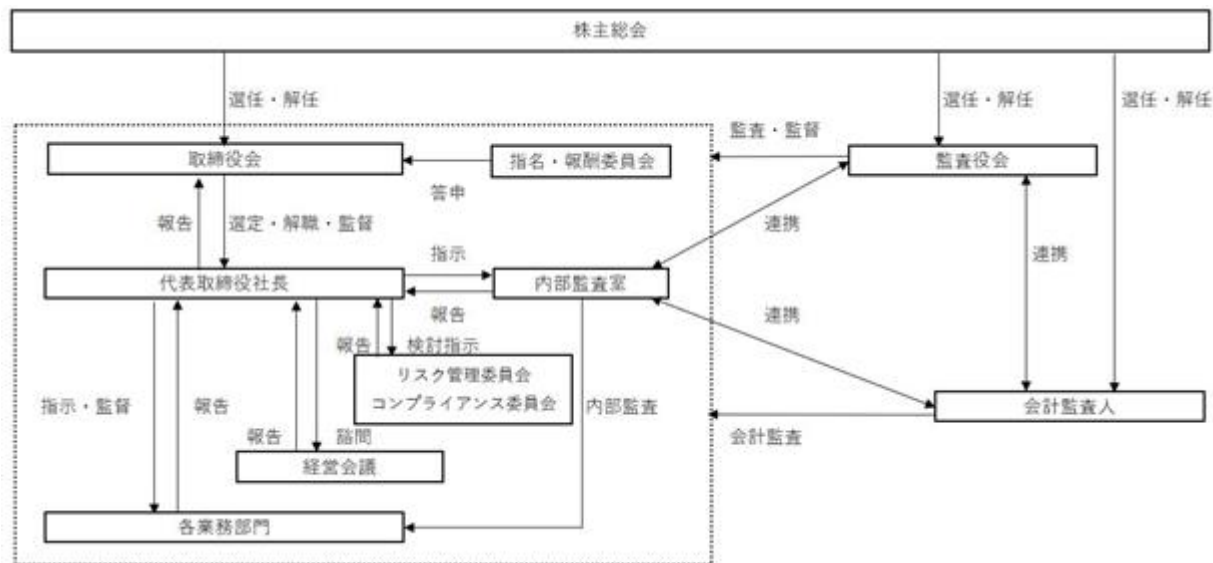 株主総会
選任・解任
選任・解任
選任・解任
監査・監督
取締役会
指名・報酬委員会
監査役会
答申
報告
選定・解職・監督
連携
指示
連携
代表取締役社長
内部監査室
報告
連携
報告
検討指示
リスク管理委員会
コンプライアンス委員会
指示・監督
報告
内部監査
会計監査人
報告
諮問
会計監査
経営会議
各業務部門